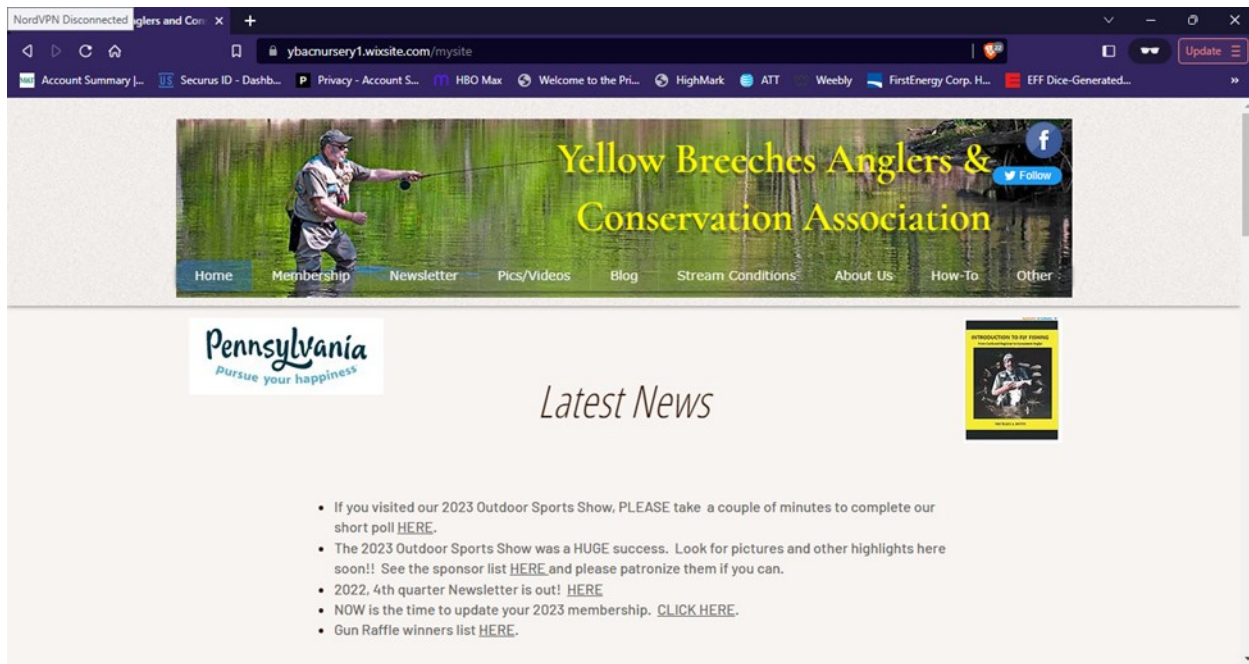 NordVPN Disconnected
glers and Con
ybacnursery1.wixsite.com/mysite
22
Update
Account Summary |...
US
Securus ID - Dashb...
P
Privacy - Account S...
HBO Max
Welcome to the Pri...
HighMark
ATT
Weebly
FirstEnergy Corp. H...
EFF Dice-Generated...
Yellow Breeches Anglers &
Conservation Association
f
Follow
Home
Membership
Newsletter
Pics/Videos
Blog
Stream Conditions
About Us
How-To
Other
Pennsylvania
pursue your happiness
INTRODUCTION TO FLY FISHING
Latest News
If you visited our 2023 Outdoor Sports Show, PLEASE take a couple of minutes to complete our
short poll HERE.
The 2023 Outdoor Sports Show was a HUGE success. Look for pictures and other highlights here
soon!! See the sponsor list HERE and please patronize them if you can.
2022, 4th quarter Newsletter is out! HERE
NOW is the time to update your 2023 membership. CLICK HERE.
Gun Raffle winners list HERE.